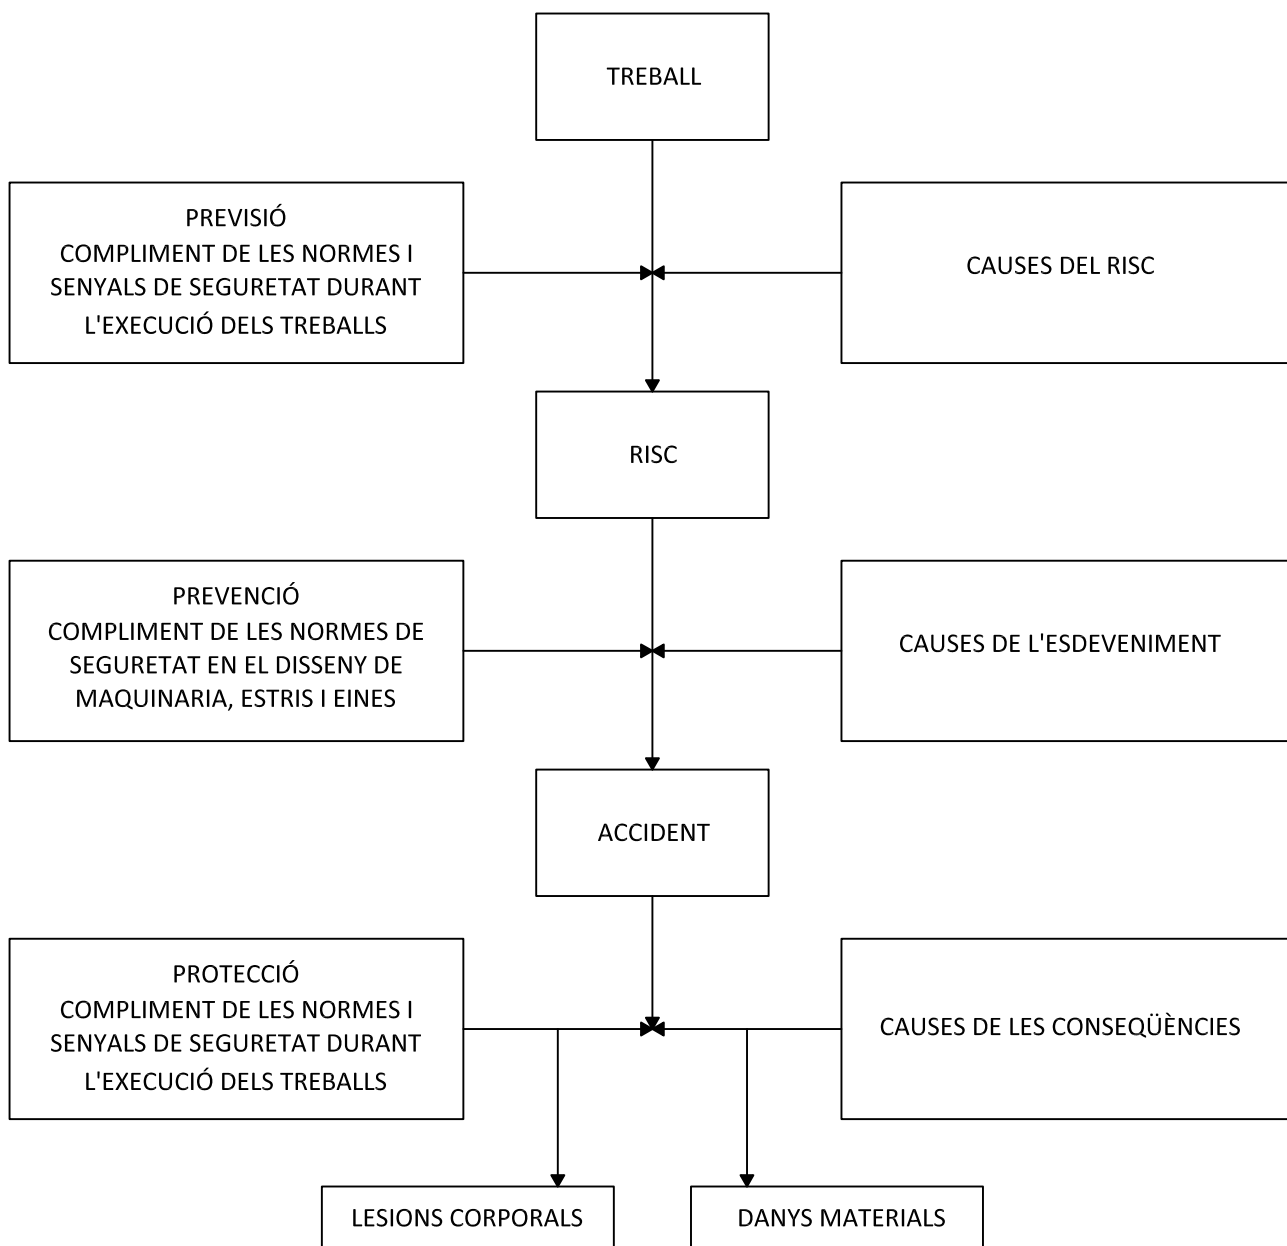 TREBALL
PREVISIÓ
COMPLIMENT DE LES NORMES I
SENYALS DE SEGURETAT DURANT
L'EXECUCIÓ DELS TREBALLS
CAUSES DEL RISC
RISC
PREVENCIÓ
COMPLIMENT DE LES NORMES DE
SEGURETAT EN EL DISSENY DE
MAQUINARIA, ESTRIS I EINES
CAUSES DE L'ESDEVENIMENT
ACCIDENT
PROTECCIÓ
COMPLIMENT DE LES NORMES I
SENYALS DE SEGURETAT DURANT
L'EXECUCIÓ DELS TREBALLS
CAUSES DE LES CONSEQÜÈNCIES
LESIONS CORPORALS
DANYS MATERIALS